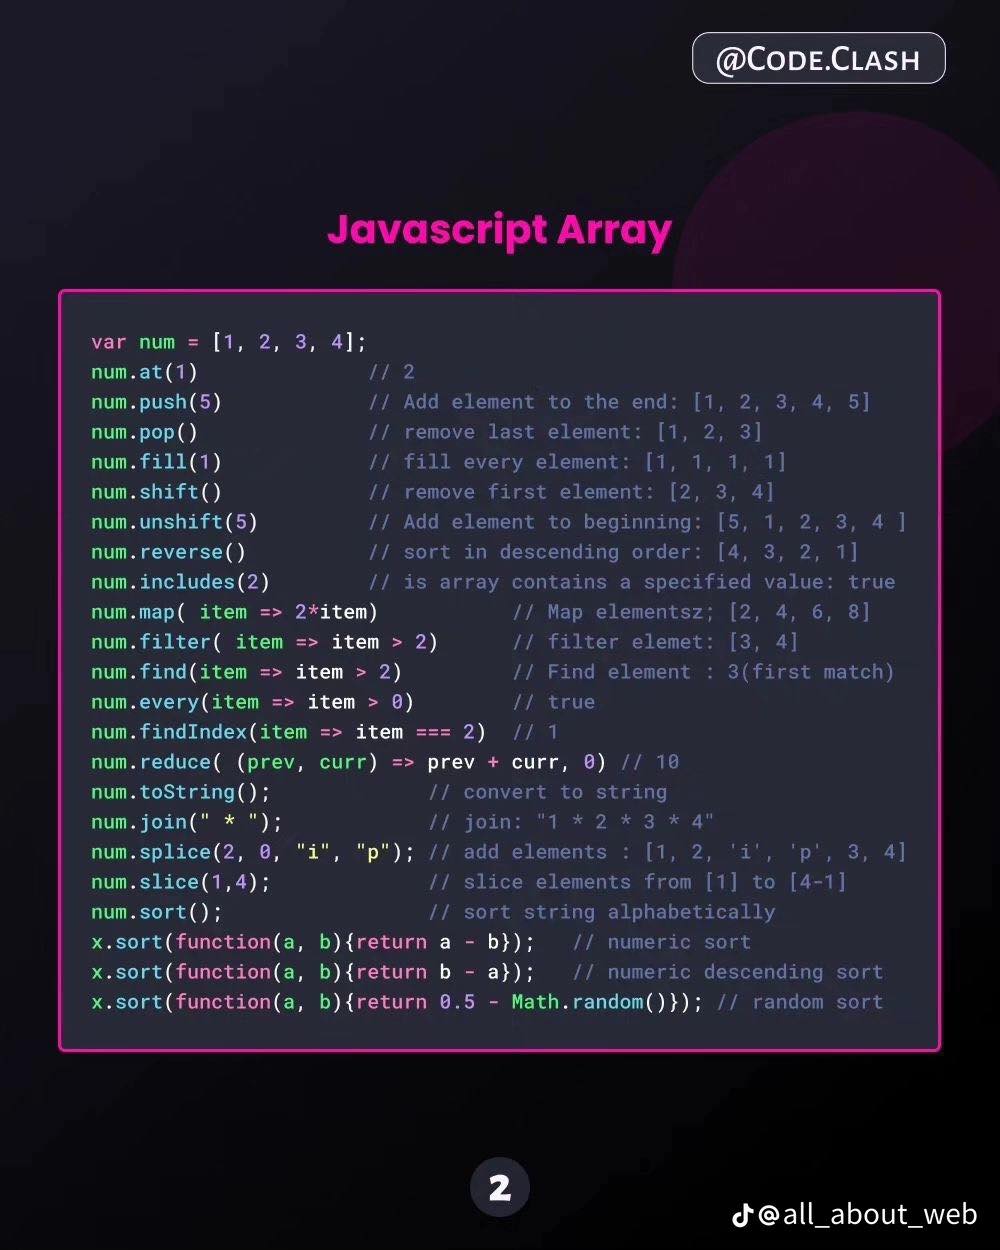 @Code.Clash
Javascript Array
var num = [1, 2, 3, 4];
num.at(1) // 2
num.push(5) // Add element to the end: [1, 2, 3, 4, 5]
num.pop() // remove last element: [1, 2, 3]
num.fill(1) // fill every element: [1, 1, 1, 1]
num.shift() // remove first element: [2, 3, 4]
num.unshift(5) // Add element to beginning: [5, 1, 2, 3, 4 ]
num.reverse() // sort in descending order: [4, 3, 2, 1]
num.includes(2) // is array contains a specified value: true
num.map( item => 2*item) // Map elementsz; [2, 4, 6, 8]
num.filter( item => item > 2) // filter elemet: [3, 4]
num.find(item => item > 2) // Find element : 3(first match)
num.every(item => item > 0) // true
num.findIndex(item => item === 2) // 1
num.reduce( (prev, curr) => prev + curr, 0) // 10
num.toString(); // convert to string
num.join(" * "); // join: "1 * 2 * 3 * 4"
num.splice(2, 0, "i", "p"); // add elements : [1, 2, 'i', 'p', 3, 4]
num.slice(1,4); // slice elements from [1] to [4-1]
num.sort(); // sort string alphabetically
x.sort(function(a, b){return a - b}); // numeric sort
x.sort(function(a, b){return b - a}); // numeric descending sort
x.sort(function(a, b){return 0.5 - Math.random()}); // random sort
2
@all_about_web